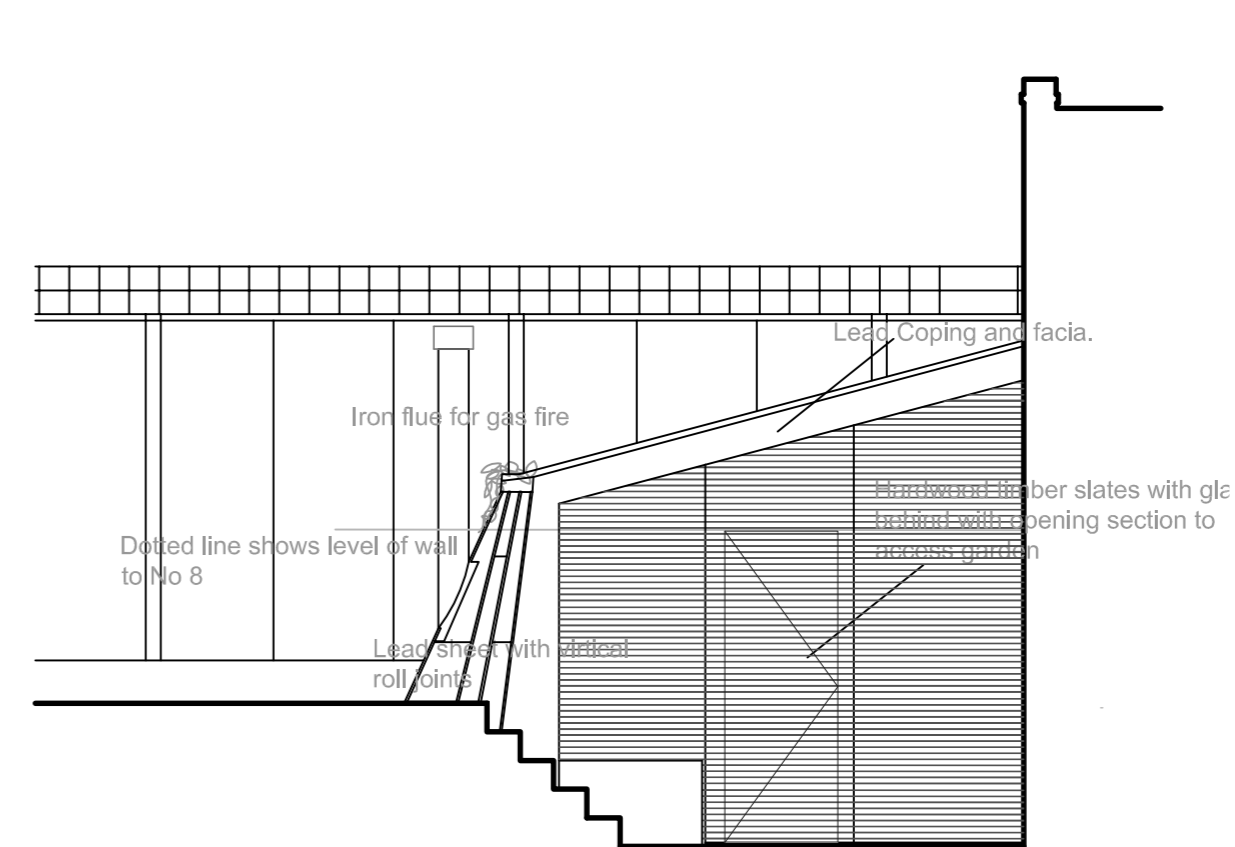 Lead Coping and facia.
Iron flue for gas fire
Hardwood timber slates with gla
behind with opening section to
access garden
Dotted line shows level of wall
to No 8
Lead sheet with virtical
roll joints